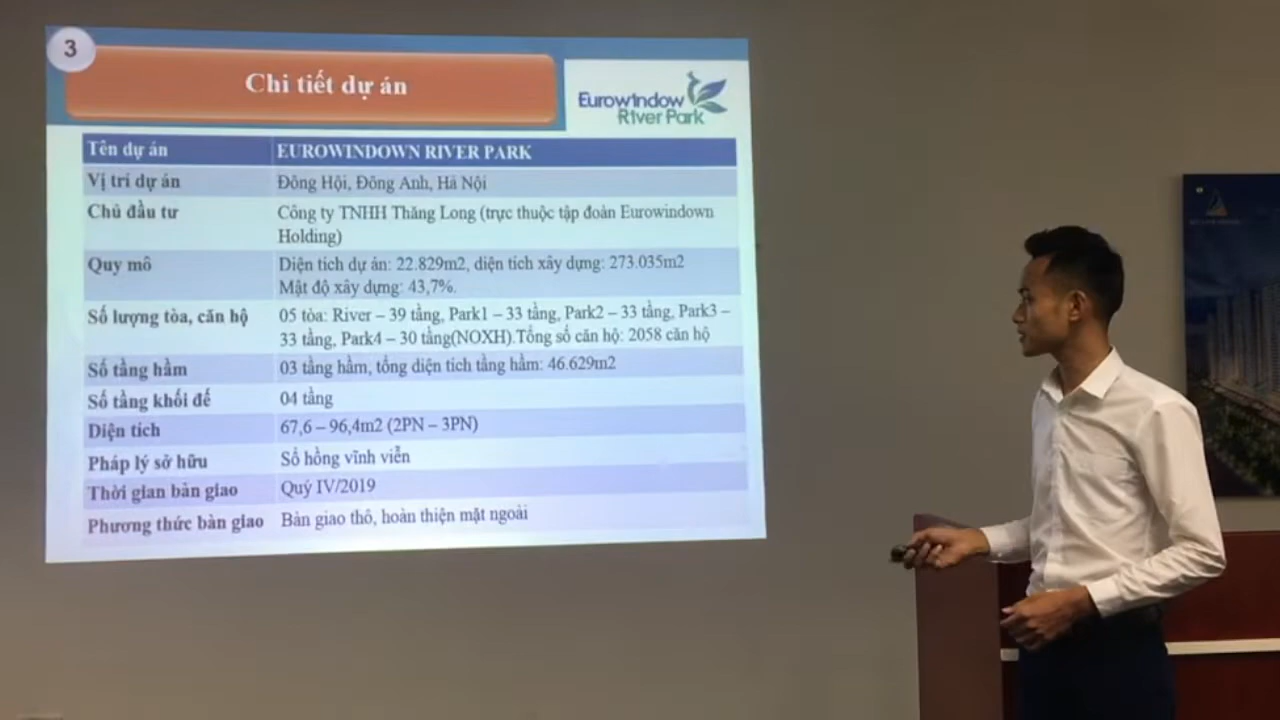 3
Chi tiết dự án
Eurowindow
River Park
Tên dự án
EUROWINDOWN RIVER PARK
Vị trí dự án
Đông Hội, Đông Anh, Hà Nội
Chủ đầu tư
Công ty TNHH Thăng Long (trực thuộc tập đoàn Eurowindown
Holding)
Quy mô
Diện tích dự án: 22.829m2, diện tích xây dựng: 273.035m2
Mật độ xây dựng: 43,7%.
Số lượng tòa, căn hộ
05 tòa: River – 39 tầng, Park1 – 33 tầng, Park2 – 33 tầng, Park3 –
33 tầng, Park4 – 30 tầng(NOXH).Tổng số căn hộ: 2058 căn hộ
Số tầng hầm
03 tầng hầm, tổng diện tích tầng hầm: 46.629m2
Số tầng khối đế
04 tầng
Diện tích
67,6 – 96,4m2 (2PN – 3PN)
Pháp lý sở hữu
Sổ hồng vĩnh viễn
Thời gian bàn giao
Quý IV/2019
Phương thức bàn giao
Bàn giao thô, hoàn thiện mặt ngoài